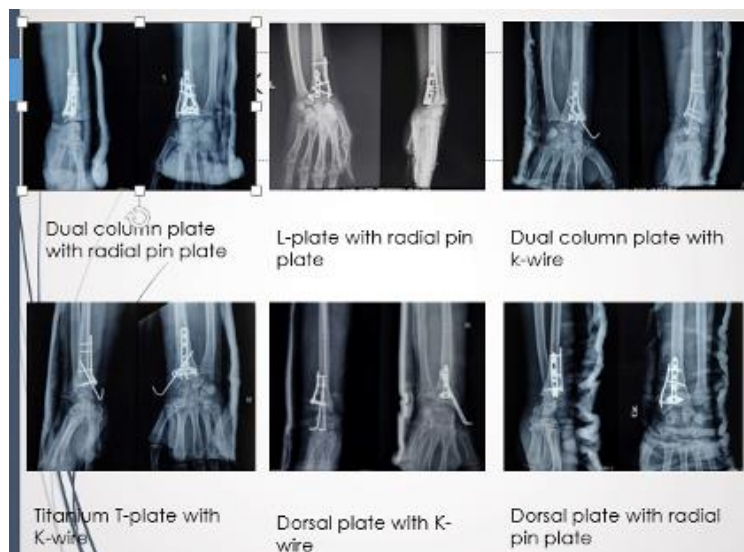 Dual column plate
with radial pin plate
L-plate with radial pin
plate
Dual column plate with
k-wire
Titanium T-plate with
K-wire
Dorsal plate with K-
wire
Dorsal plate with radial
pin plate